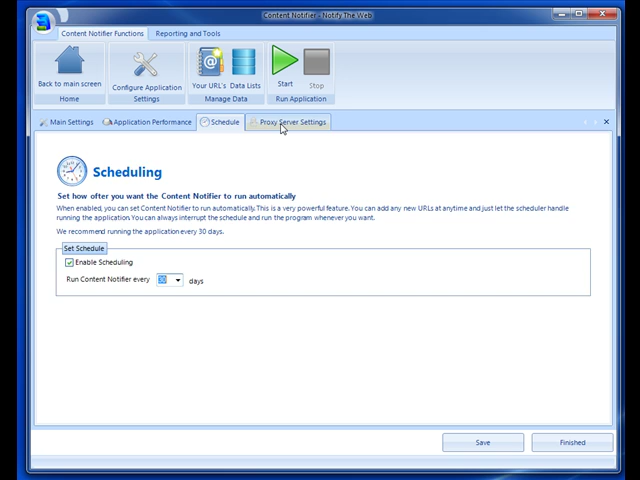 Content Notifier - Notify The Web
Content Notifier Functions
Reporting and Tools
Back to main screen
Home
Configure Application
Settings
Your URL's
Data Lists
Manage Data
Start
Stop
Run Application
Main Settings
Application Performance
Schedule
Proxy Server Settings
Scheduling
Set how often you want the Content Notifier to run automatically
When enabled, you can set Content Notifier to run automatically. This is a very powerful feature. You can add any new URLs at anytime and just let the scheduler handle
running the application. You can always interrupt the schedule and run the program whenever you want.
We recommend running the application every 30 days.
Set Schedule
Enable Scheduling
Run Content Notifier every 30 days
Save
Finished